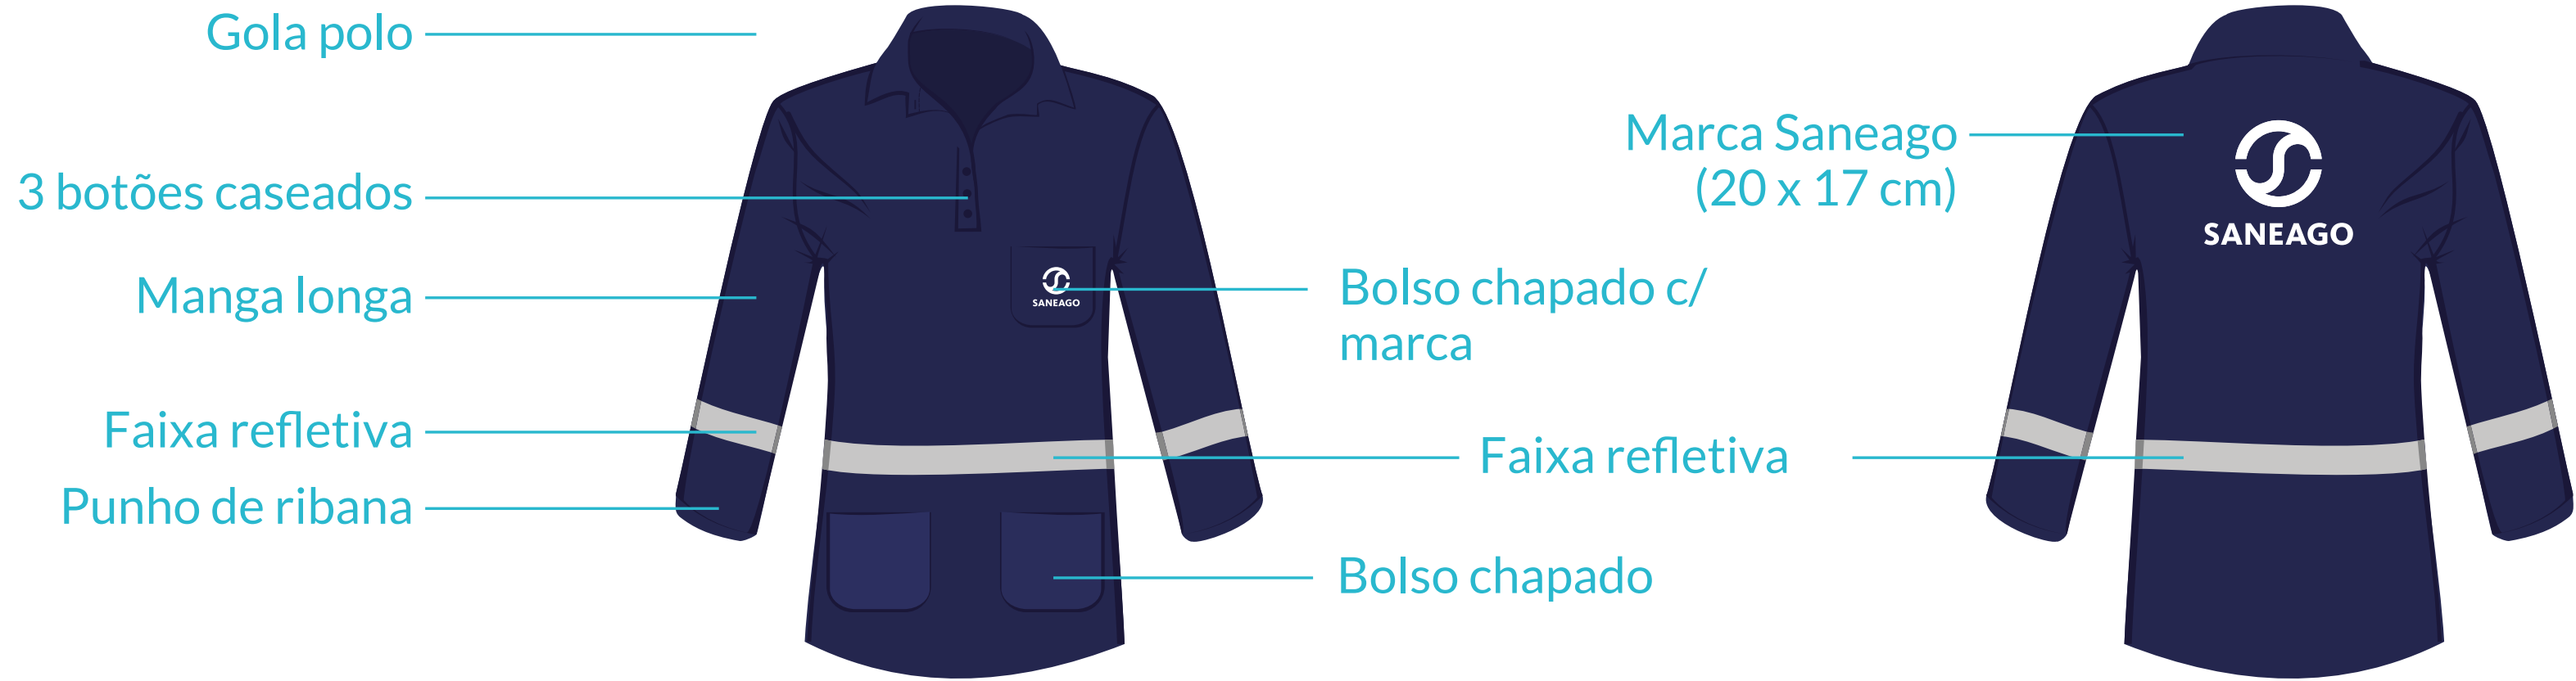 Gola polo
3 botões caseados
Manga longa
Faixa refletiva
Punho de ribana
SANEAGO
Bolso chapado c/
marca
Faixa refletiva
Bolso chapado
Marca Saneago
(20 x 17 cm)
SANEAGO